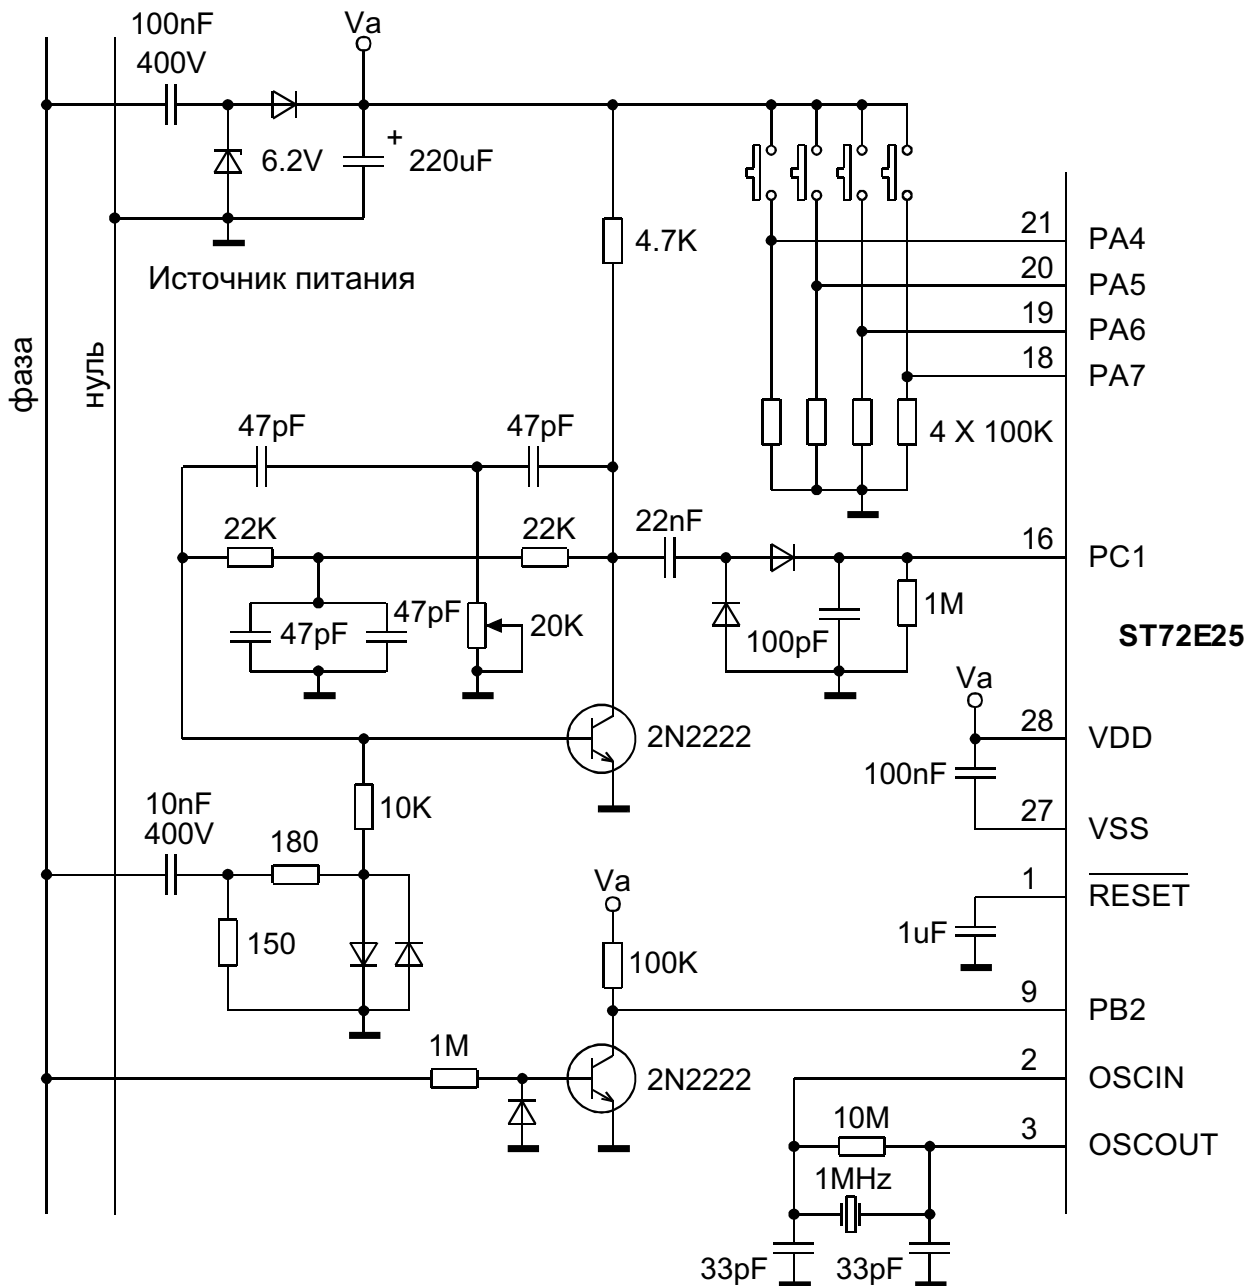 100nF
400V
Va
6.2V
+
220uF
Источник питания
фаза
нуль
4.7K
21
PA4
20
PA5
19
PA6
18
PA7
4 X 100K
47pF
47pF
22K
22K
22nF
16
PC1
47pF
47pF
20K
100pF
1M
ST72E25
Va
2N2222
28
VDD
100nF
27
VSS
10nF
400V
180
10K
150
1
RESET
1uF
Va
100K
9
PB2
1M
2N2222
2
OSCIN
10M
3
OSCOUT
1MHz
33pF
33pF